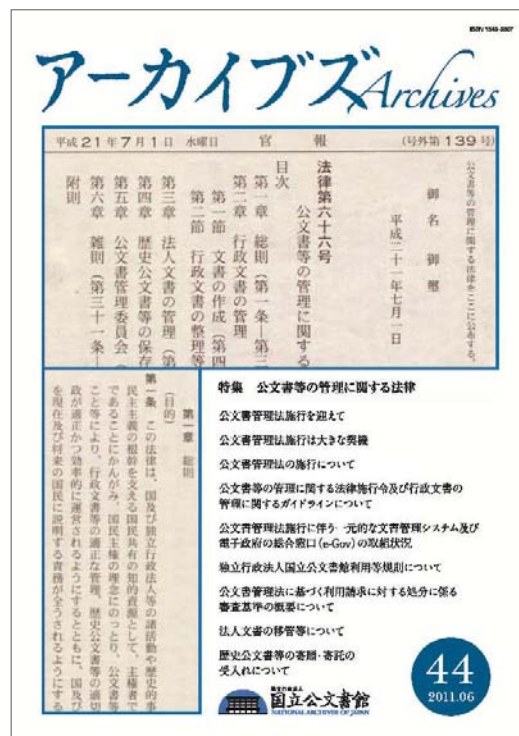 アーカイブズ Archives
平成21年7月1日 水曜日 官報 (号外第139号)
公文書等の管理に関する法律をここに公布する。
御名 御璽
平成二十一年七月一日
法律第六十六号
公文書等の管理に関する
目次
第一章 総則(第一条―第三
第二章 行政文書の管理
第一節 文書の作成(第四
第二節 行政文書の整理等
第三章 法人文書の管理(第
第四章 歴史公文書等の保存
第五章 公文書管理委員会(
第六章 雑則(第三十一条―
附則
第一章 総則
(目的)
第一条 この法律は、国及び独立行政法人等の諸活動や歴史的事
民主主義の根幹を支える国民共有の知的資源として、主権者で
であることにかんがみ、国民主権の理念にのっとり、公文書等
こと等により、行政文書等の適正な管理、歴史公文書等の適切
政が適正かつ効率的に運営されるようにするとともに、国及び
を現在及び将来の国民に説明する責務が全うされるようにする
特集 公文書等の管理に関する法律
公文書管理法施行を迎えて
公文書管理法施行は大きな契機
公文書管理法の施行について
公文書等の管理に関する法律施行令及び行政文書の
管理に関するガイドラインについて
公文書管理法施行に伴う一元的な文書管理システム及び
電子政府の総合窓口(e-Gov)の取組状況
独立行政法人国立公文書館利用等規則について
公文書管理法に基づく利用請求に対する処分に係る
審査基準の概要について
法人文書の移管等について
歴史公文書等の寄贈・寄託の
受入れについて
独立行政法人
国立公文書館
NATIONAL ARCHIVES OF JAPAN
44
2011.06